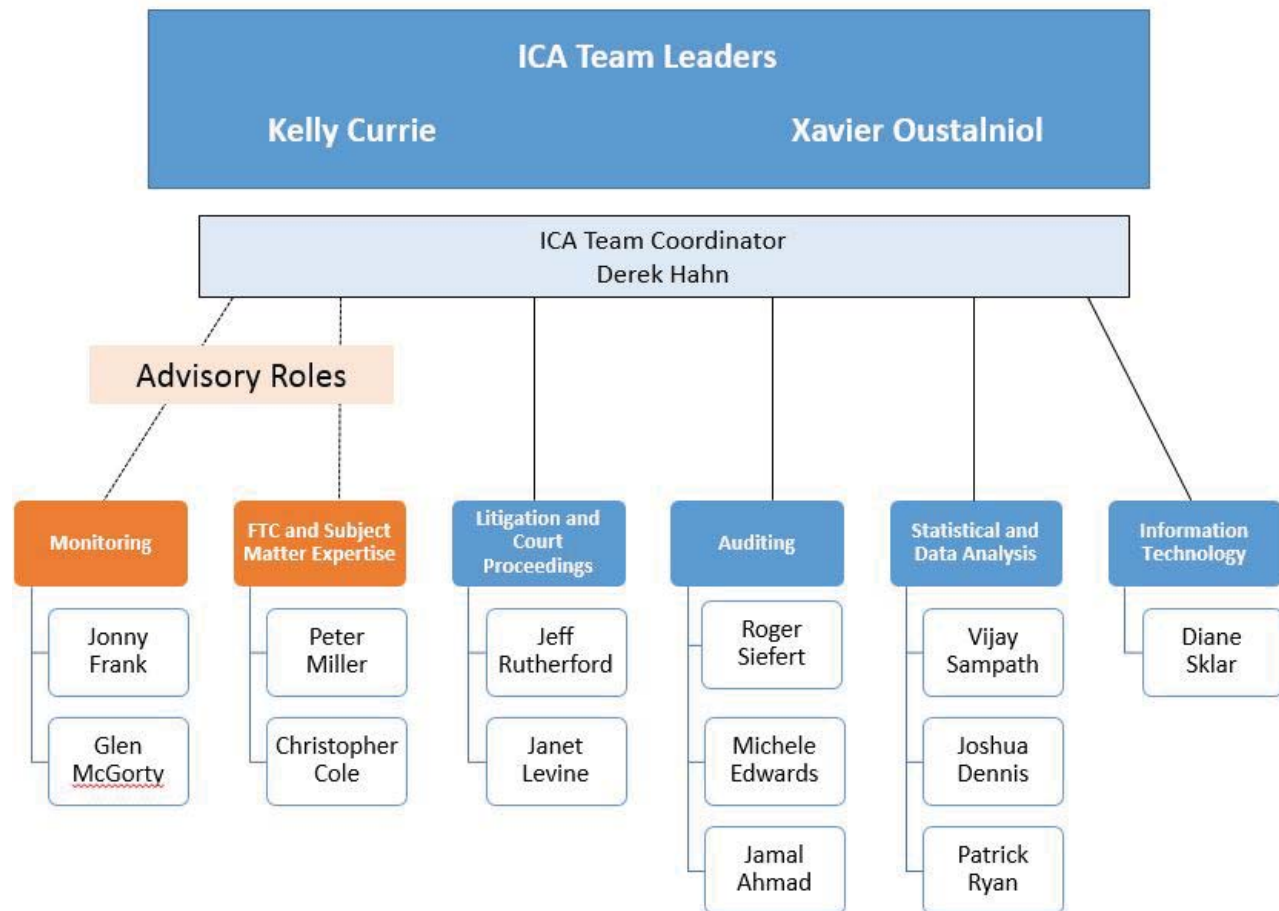 ICA Team Leaders
Kelly Currie
Xavier Oustalniol
ICA Team Coordinator
Derek Hahn
Advisory Roles
Monitoring
Jonny
Frank
Glen
McGorty
FTC and Subject
Matter Expertise
Peter
Miller
Christopher
Cole
Litigation and
Court
Proceedings
Jeff
Rutherford
Janet
Levine
Auditing
Roger
Siefert
Michele
Edwards
Jamal
Ahmad
Statistical and
Data Analysis
Vijay
Sampath
Joshua
Dennis
Patrick
Ryan
Information
Technology
Diane
Sklar